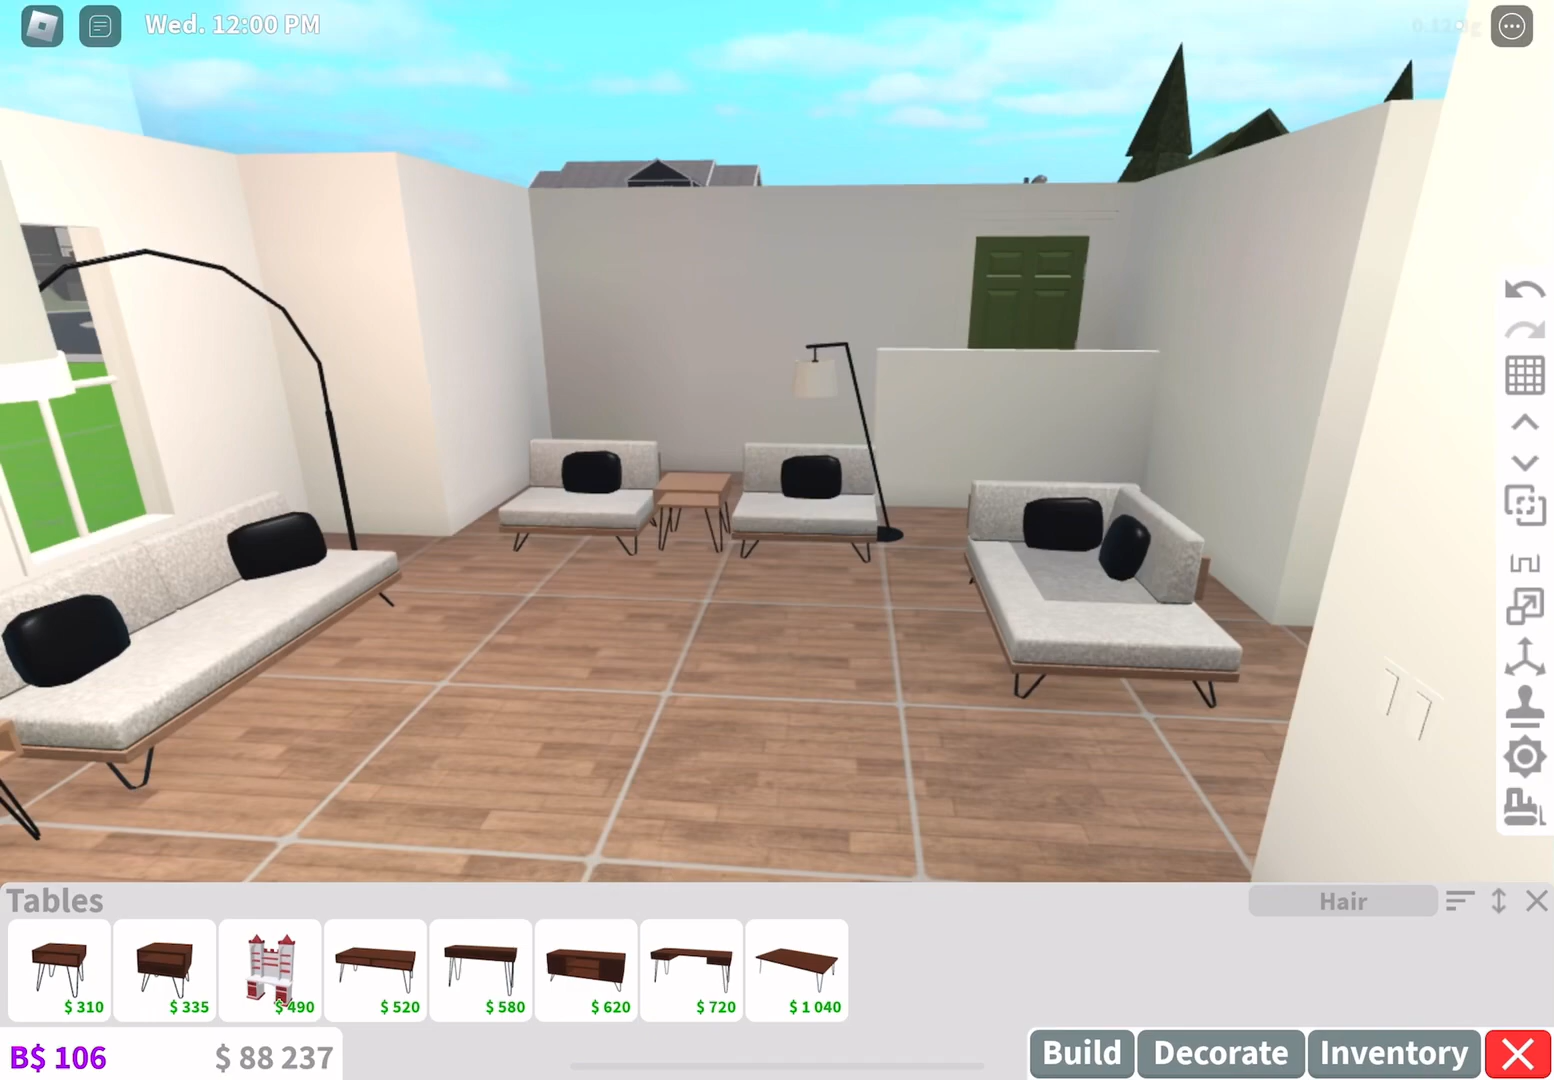 Wed. 12:00 PM
Tables
Hair
$ 310
$ 335
$ 490
$ 520
$ 580
$ 620
$ 720
$ 1 040
B$ 106
$ 88 237
Build
Decorate
Inventory